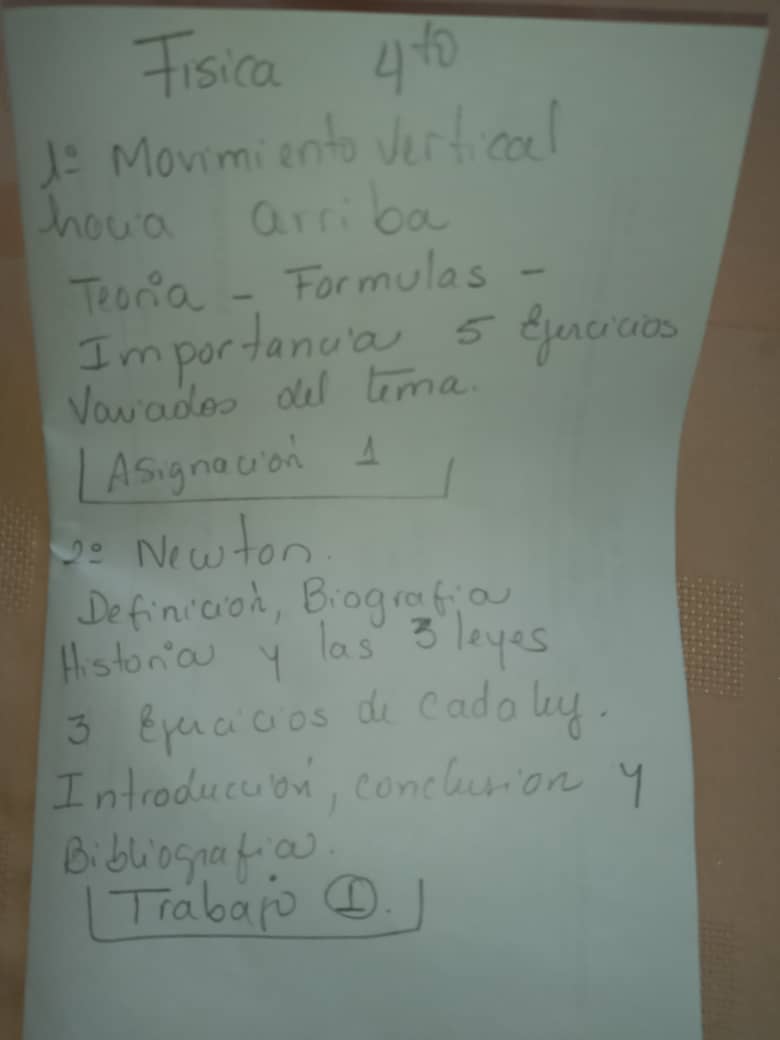 Fisica 4to
1º Movimiento Vertical
hacia arriba
Teoria - Formulas -
Importancia 5 Ejercicios
Variados del tema.
Asignación 1
2º Newton.
Definición, Biografia
Historia y las 3 leyes
3 Ejercicios de cada ley.
Introducción, conclusion y
Bibliografia.
Trabajo 1.